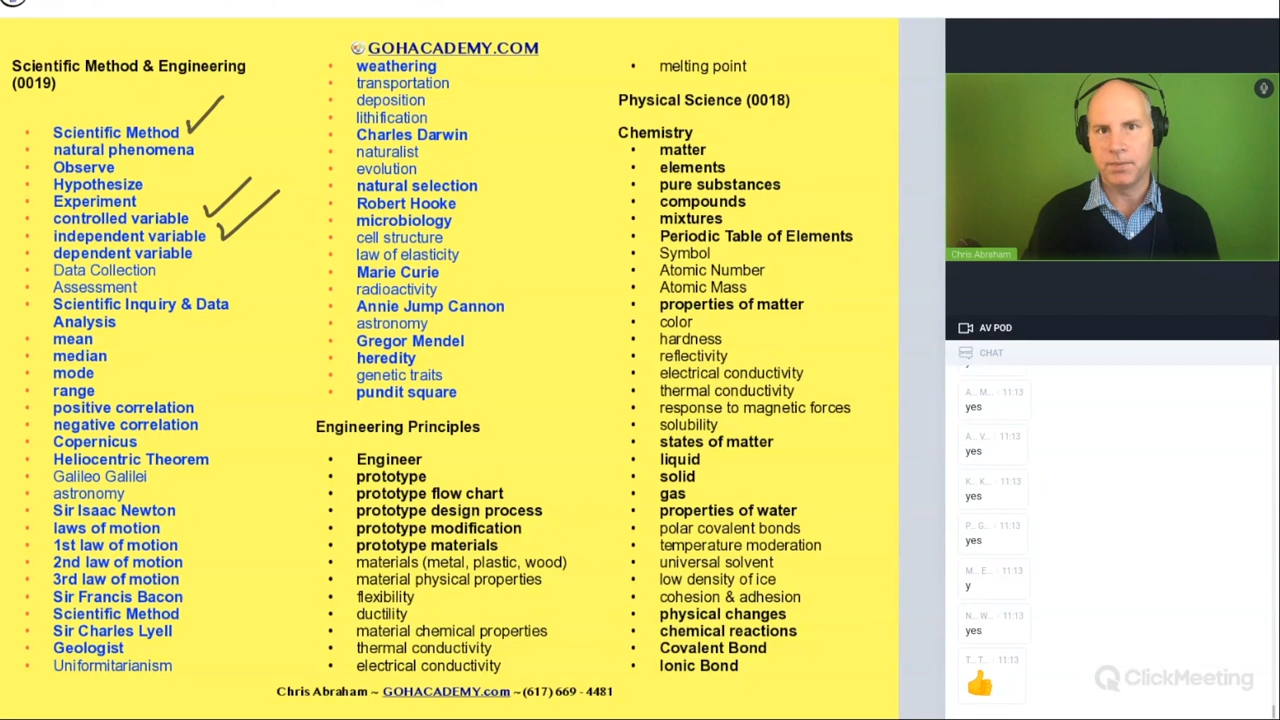 GOHACADEMY.COM
Scientific Method & Engineering
(0019)
Scientific Method
natural phenomena
Observe
Hypothesize
Experiment
controlled variable
independent variable
dependent variable
Data Collection
Assessment
Scientific Inquiry & Data
Analysis
mean
median
mode
range
positive correlation
negative correlation
Copernicus
Heliocentric Theorem
Galileo Galilei
astronomy
Sir Isaac Newton
laws of motion
1st law of motion
2nd law of motion
3rd law of motion
Sir Francis Bacon
Scientific Method
Sir Charles Lyell
Geologist
Uniformitarianism
weathering
transportation
deposition
lithification
Charles Darwin
naturalist
evolution
natural selection
Robert Hooke
microbiology
cell structure
law of elasticity
Marie Curie
radioactivity
Annie Jump Cannon
astronomy
Gregor Mendel
heredity
genetic traits
pundit square
Engineering Principles
Engineer
prototype
prototype flow chart
prototype design process
prototype modification
prototype materials
materials (metal, plastic, wood)
material physical properties
flexibility
ductility
material chemical properties
thermal conductivity
electrical conductivity
melting point
Physical Science (0018)
Chemistry
matter
elements
pure substances
compounds
mixtures
Periodic Table of Elements
Symbol
Atomic Number
Atomic Mass
properties of matter
color
hardness
reflectivity
electrical conductivity
thermal conductivity
response to magnetic forces
solubility
states of matter
liquid
solid
gas
properties of water
polar covalent bonds
temperature moderation
universal solvent
low density of ice
cohesion & adhesion
physical changes
chemical reactions
Covalent Bond
Ionic Bond
Chris Abraham ~ GOHACADEMY.com ~ (617) 669 - 4481
Chris Abraham
AV POD
CHAT
A... M... · 11:13
yes
A... V... · 11:13
yes
K... K... · 11:13
yes
P... G... · 11:13
yes
M... E... · 11:13
y
N... W... · 11:13
yes
T... T... · 11:13
ClickMeeting